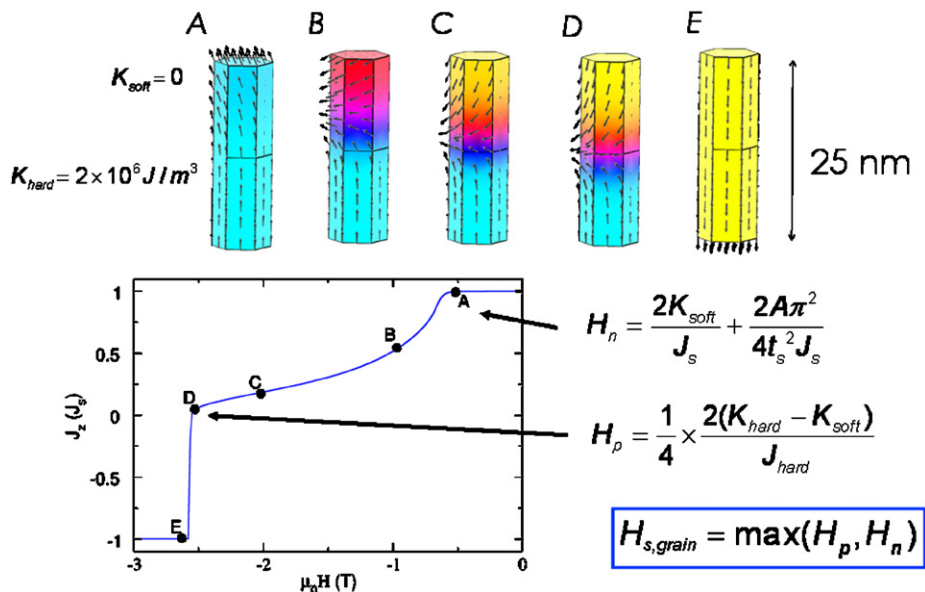 A B C D E
K_soft = 0
K_hard = 2 × 10^6 J / m^3
25 nm
H_n = 2K_soft / J_s + 2Aπ^2 / 4t_s^2 J_s
H_p = 1/4 × 2(K_hard − K_soft) / J_hard
H_s,grain = max(H_p, H_n)
J_z (J_s)
1
0.5
0
-0.5
-1
A
B
C
D
E
-3 -2 -1 0
μ_0H (T)